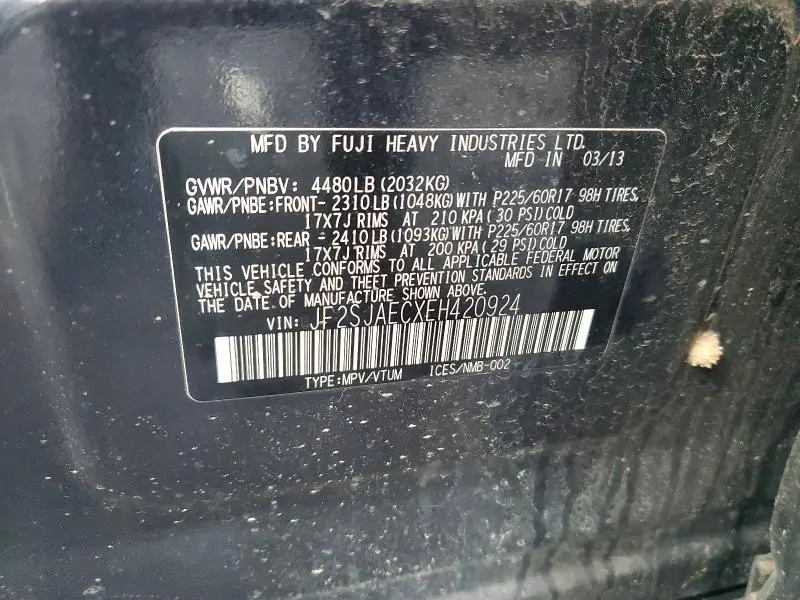 MFD BY FUJI HEAVY INDUSTRIES LTD.
MFD IN 03/13
GVWR/PNBV: 4480LB(2032KG)
GAWR/PNBE:FRONT- 2310LB(1048KG)WITH P225/60R17 98H TIRES,
17X7J RIMS AT 210 KPA(30 PSI)COLD
GAWR/PNBE:REAR - 2410LB(1093KG)WITH P225/60R17 98H TIRES,
17X7J RIMS AT 200 KPA(29 PSI)COLD
THIS VEHICLE CONFORMS TO ALL APPLICABLE FEDERAL MOTOR
VEHICLE SAFETY AND THEFT PREVENTION STANDARDS IN EFFECT ON
THE DATE OF MANUFACTURE SHOWN ABOVE.
VIN: JF2SJAECXEH420924
TYPE:MPV/VTUM ICES/NMB-002